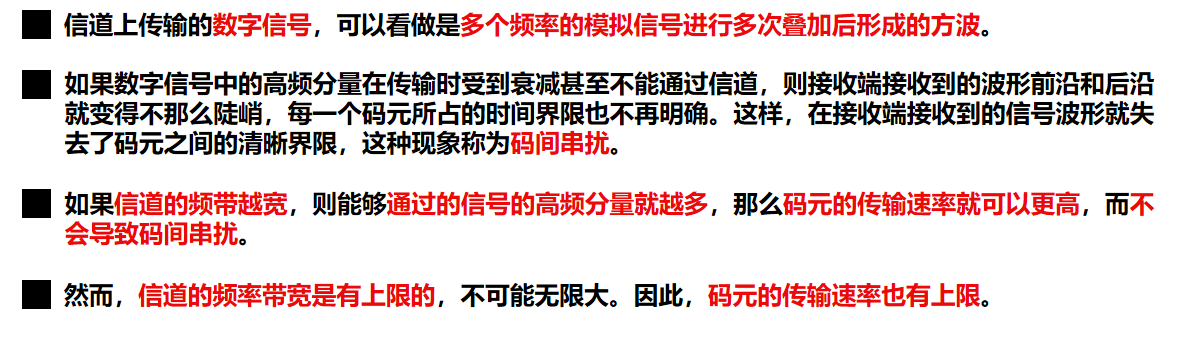 信道上传输的数字信号，可以看做是多个频率的模拟信号进行多次叠加后形成的方波。
如果数字信号中的高频分量在传输时受到衰减甚至不能通过信道，则接收端接收到的波形前沿和后沿
就变得不那么陡峭，每一个码元所占的时间界限也不再明确。这样，在接收端接收到的信号波形就失
去了码元之间的清晰界限，这种现象称为码间串扰。
如果信道的频带越宽，则能够通过的信号的高频分量就越多，那么码元的传输速率就可以更高，而不
会导致码间串扰。
然而，信道的频率带宽是有上限的，不可能无限大。因此，码元的传输速率也有上限。